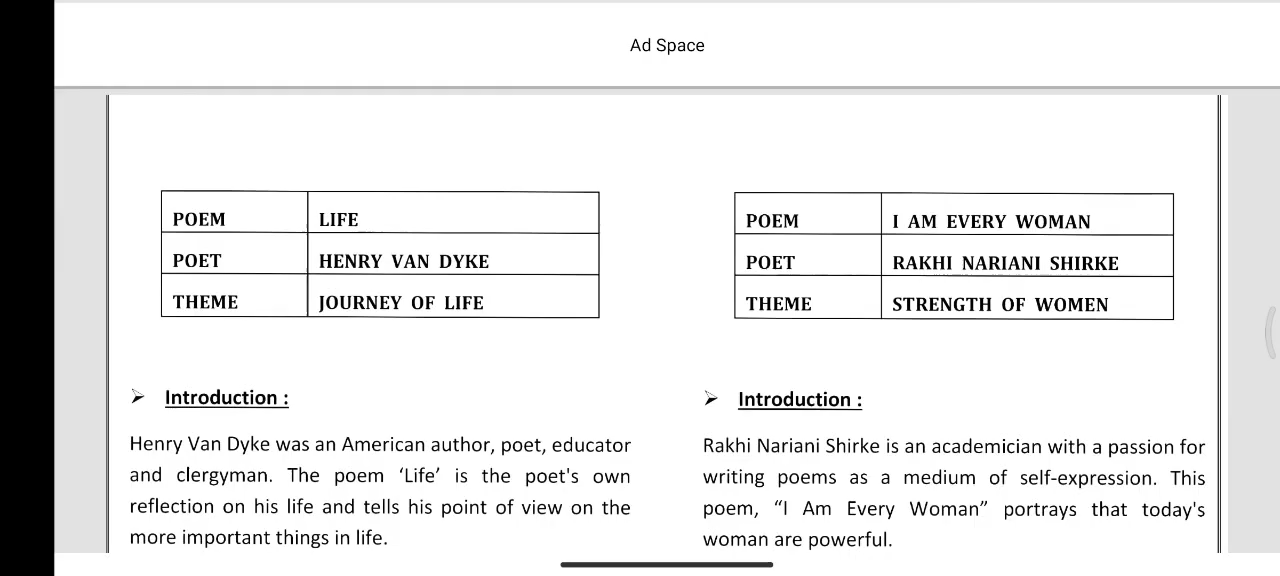 Ad Space
POEM LIFE
POET HENRY VAN DYKE
THEME JOURNEY OF LIFE
➢ Introduction :
Henry Van Dyke was an American author, poet, educator
and clergyman. The poem ‘Life’ is the poet's own
reflection on his life and tells his point of view on the
more important things in life.
POEM I AM EVERY WOMAN
POET RAKHI NARIANI SHIRKE
THEME STRENGTH OF WOMEN
➢ Introduction :
Rakhi Nariani Shirke is an academician with a passion for
writing poems as a medium of self-expression. This
poem, “I Am Every Woman” portrays that today's
woman are powerful.